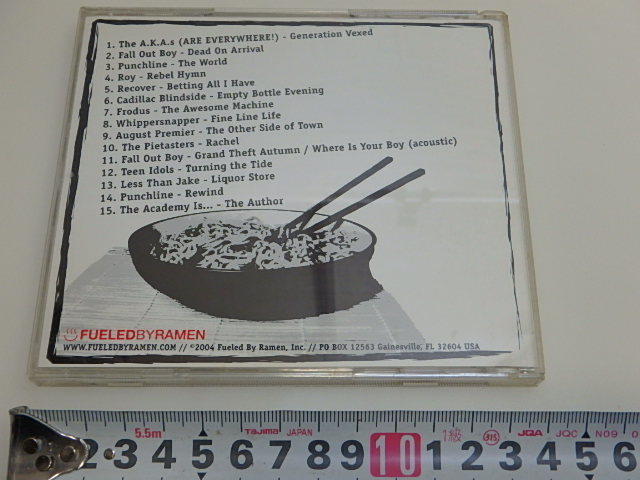 1. The A.K.A.s (ARE EVERYWHERE!) - Generation Vexed
2. Fall Out Boy - Dead On Arrival
3. Punchline - The World
4. Roy - Rebel Hymn
5. Recover - Betting All I Have
6. Cadillac Blindside - Empty Bottle Evening
7. Frodus - The Awesome Machine
8. Whippersnapper - Fine Line Life
9. August Premier - The Other Side of Town
10. The Pietasters - Rachel
11. Fall Out Boy - Grand Theft Autumn / Where Is Your Boy (acoustic)
12. Teen Idols - Turning the Tide
13. Less Than Jake - Liquor Store
14. Punchline - Rewind
15. The Academy Is... - The Author
FUELEDBYRAMEN
WWW.FUELEDBYRAMEN.COM // ©2004 Fueled By Ramen, Inc. // PO BOX 12563 Gainesville, FL 32604 USA
5.5m Tajima JAPAN JQA JQC N09
2 3 4 5 6 7 8 9 10 1 2 3 4 5 6